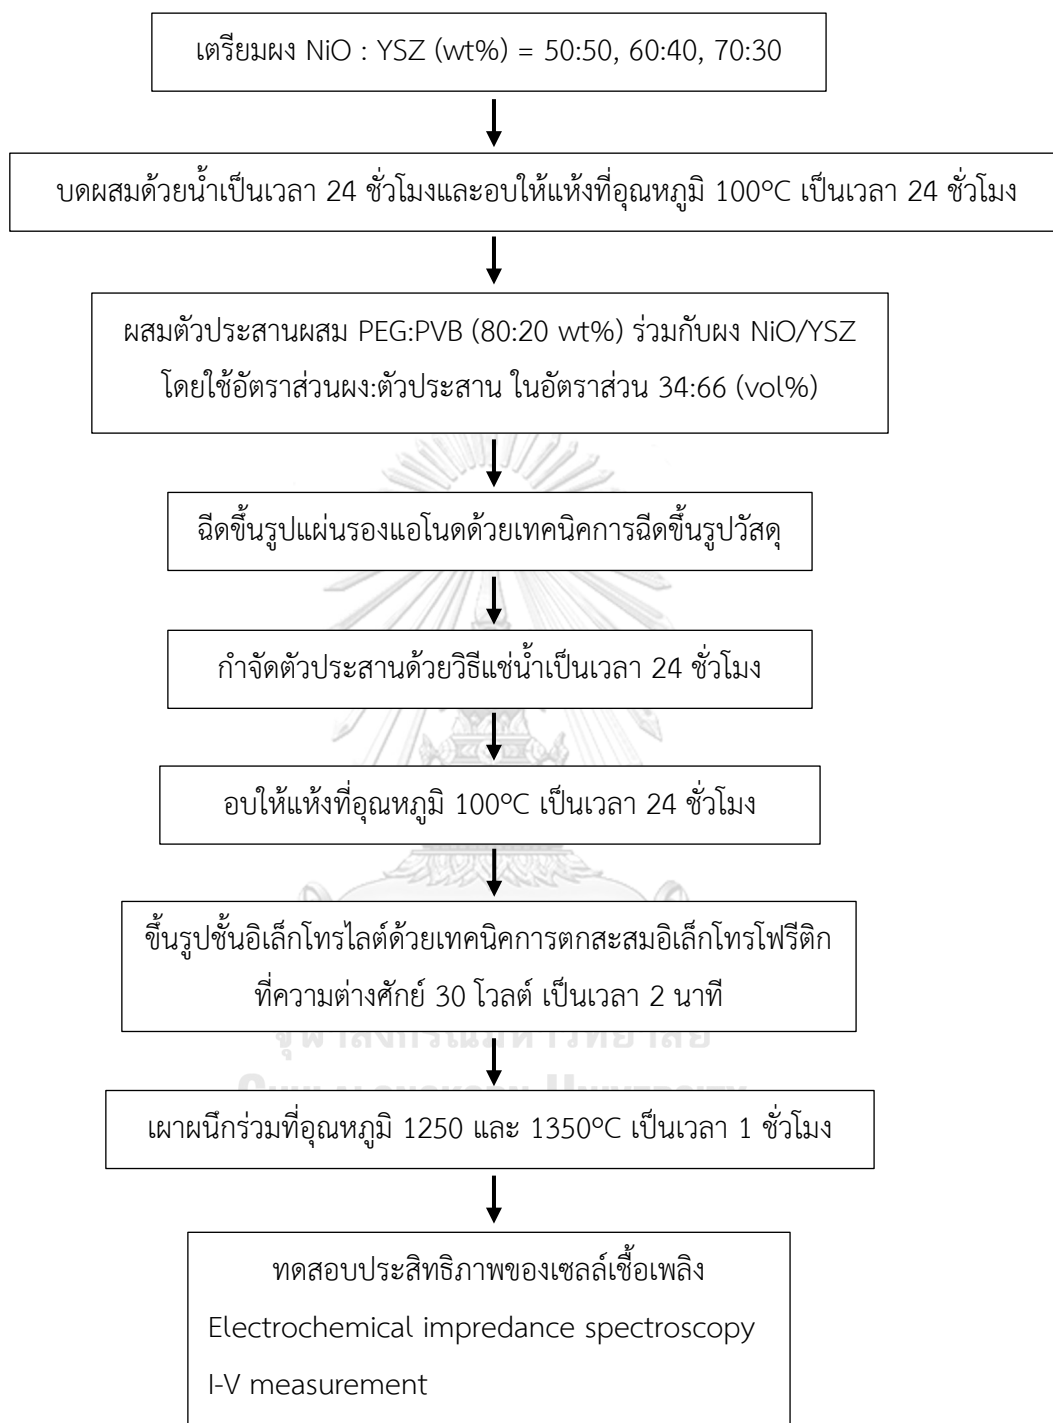 เตรียมผง NiO : YSZ (wt%) = 50:50, 60:40, 70:30
บดผสมด้วยน้ำเป็นเวลา 24 ชั่วโมงและอบให้แห้งที่อุณหภูมิ 100°C เป็นเวลา 24 ชั่วโมง
ผสมตัวประสานผสม PEG:PVB (80:20 wt%) ร่วมกับผง NiO/YSZ
โดยใช้อัตราส่วนผง:ตัวประสาน ในอัตราส่วน 34:66 (vol%)
ฉีดขึ้นรูปแผ่นรองแอโนดด้วยเทคนิคการฉีดขึ้นรูปวัสดุ
กำจัดตัวประสานด้วยวิธีแช่น้ำเป็นเวลา 24 ชั่วโมง
อบให้แห้งที่อุณหภูมิ 100°C เป็นเวลา 24 ชั่วโมง
ขึ้นรูปชั้นอิเล็กโทรไลต์ด้วยเทคนิคการตกสะสมอิเล็กโทรโฟรีติก
ที่ความต่างศักย์ 30 โวลต์ เป็นเวลา 2 นาที
จุฬาลงกรณ์มหาวิทยาลัย
CHULALONGKORN UNIVERSITY
เผาผนึกร่วมที่อุณหภูมิ 1250 และ 1350°C เป็นเวลา 1 ชั่วโมง
ทดสอบประสิทธิภาพของเซลล์เชื้อเพลิง
Electrochemical impredance spectroscopy
I-V measurement